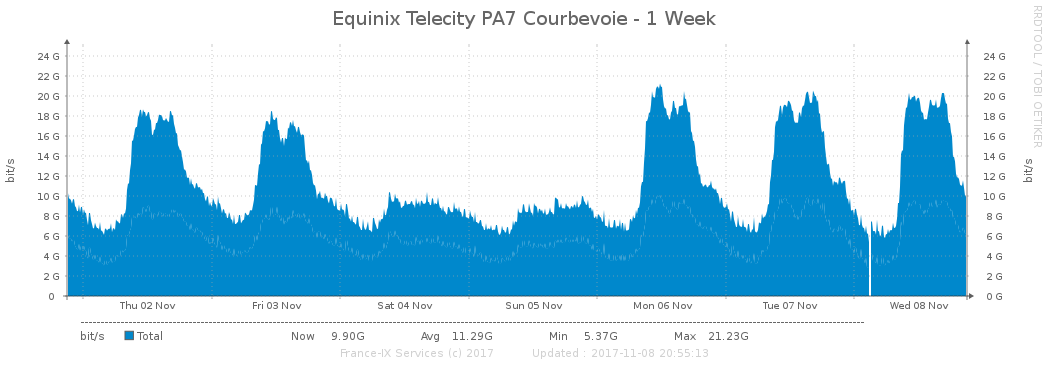 Equinix Telecity PA7 Courbevoie - 1 Week
RRDTOOL / TOBI OETIKER
bit/s
24 G 24 G
22 G 22 G
20 G 20 G
18 G 18 G
16 G 16 G
14 G 14 G
12 G 12 G
10 G 10 G
8 G 8 G
6 G 6 G
4 G 4 G
2 G 2 G
0 0 G
bit/s
Thu 02 Nov Fri 03 Nov Sat 04 Nov Sun 05 Nov Mon 06 Nov Tue 07 Nov Wed 08 Nov
bit/s Total Now 9.90G Avg 11.29G Min 5.37G Max 21.23G
France-IX Services (c) 2017 Updated : 2017-11-08 20:55:13